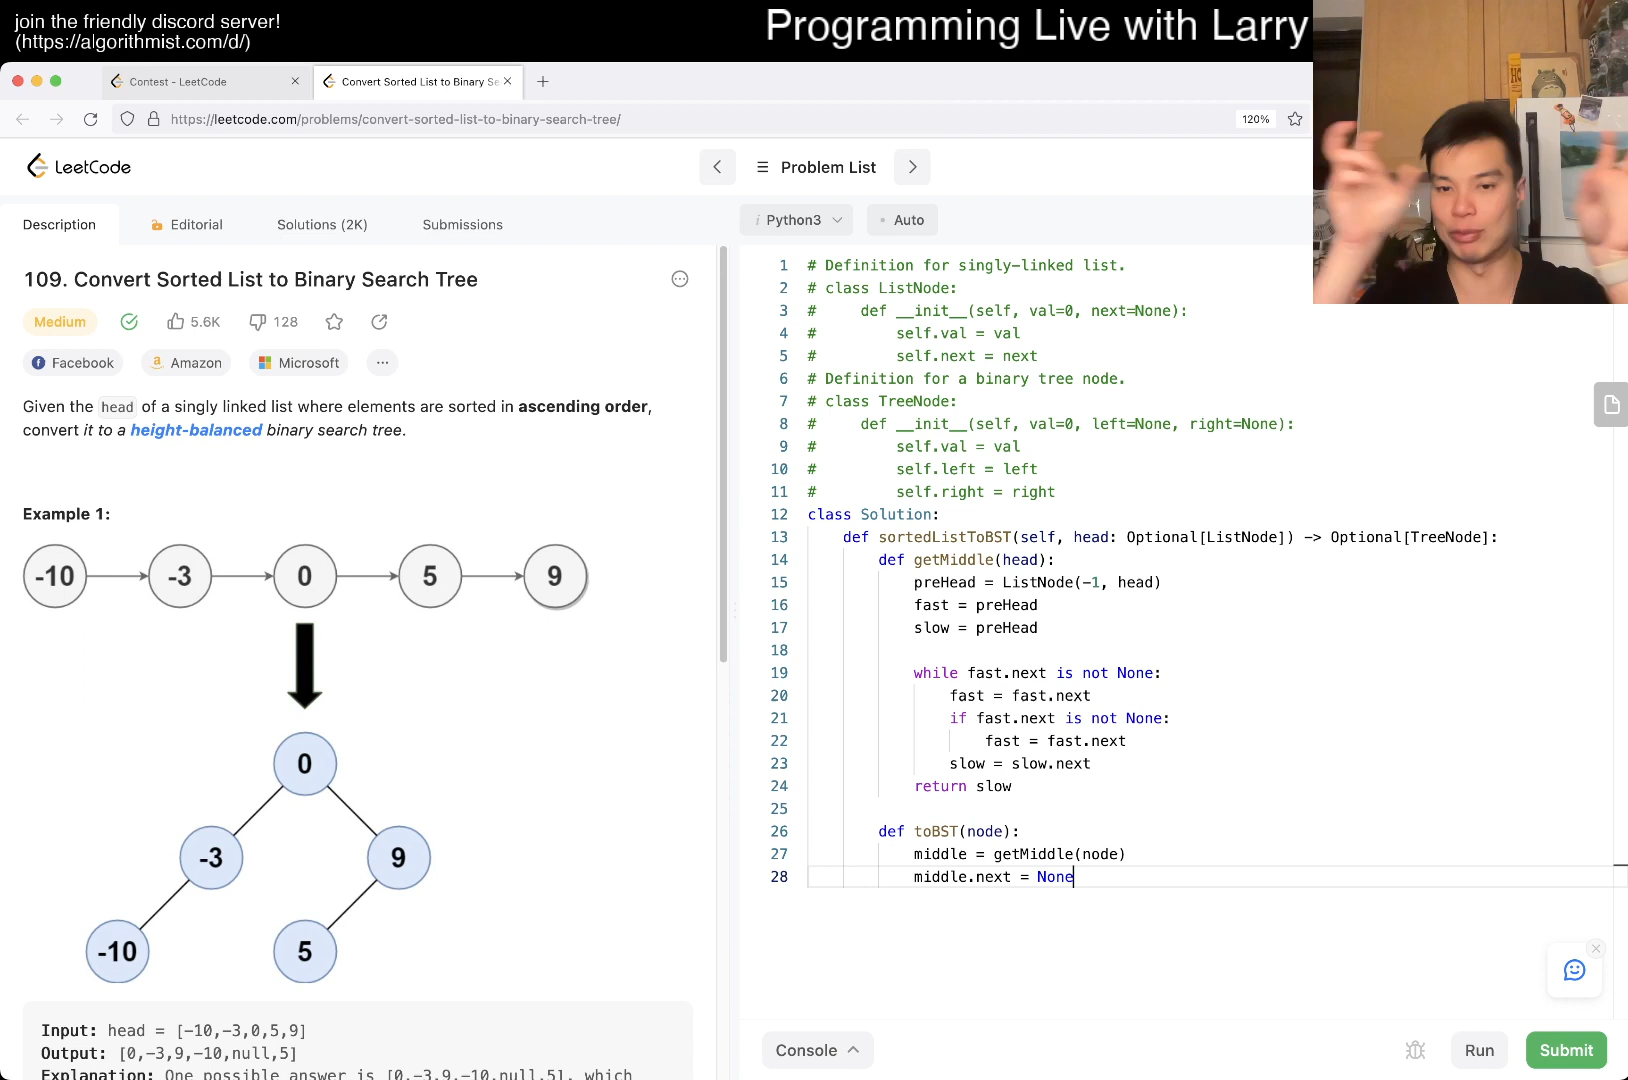 join the friendly discord server!
(https://algorithmist.com/d/)
Programming Live with Larry
Contest - LeetCode
Convert Sorted List to Binary Se
https://leetcode.com/problems/convert-sorted-list-to-binary-search-tree/
120%
LeetCode
Problem List
Description
Editorial
Solutions (2K)
Submissions
i Python3
Auto
109. Convert Sorted List to Binary Search Tree
Medium
5.6K
128
Facebook
Amazon
Microsoft
Given the head of a singly linked list where elements are sorted in ascending order,
convert it to a height-balanced binary search tree.
Example 1:
-10
-3
0
5
9
0
-3
9
-10
5
Input: head = [-10,-3,0,5,9]
Output: [0,-3,9,-10,null,5]
Explanation: One possible answer is [0,-3,9,-10,null,5], which
1 # Definition for singly-linked list.
2 # class ListNode:
3 #     def __init__(self, val=0, next=None):
4 #         self.val = val
5 #         self.next = next
6 # Definition for a binary tree node.
7 # class TreeNode:
8 #     def __init__(self, val=0, left=None, right=None):
9 #         self.val = val
10 #         self.left = left
11 #         self.right = right
12 class Solution:
13     def sortedListToBST(self, head: Optional[ListNode]) -> Optional[TreeNode]:
14         def getMiddle(head):
15             preHead = ListNode(-1, head)
16             fast = preHead
17             slow = preHead
18
19             while fast.next is not None:
20                 fast = fast.next
21                 if fast.next is not None:
22                     fast = fast.next
23                 slow = slow.next
24             return slow
25
26         def toBST(node):
27             middle = getMiddle(node)
28             middle.next = None
Console
Run
Submit